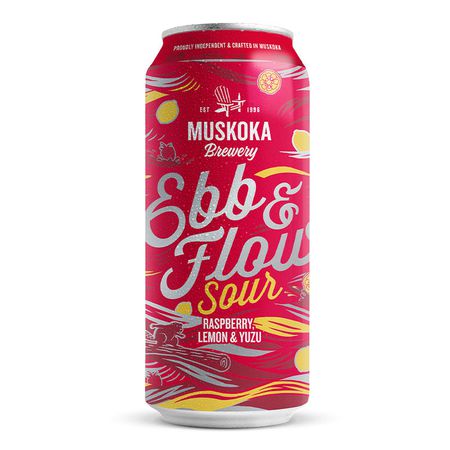 PROUDLY INDEPENDENT & CRAFTED IN MUSKOKA
EST 1996
MUSKOKA
Brewery
Ebb &
Flow
Sour
RASPBERRY,
LEMON & YUZU